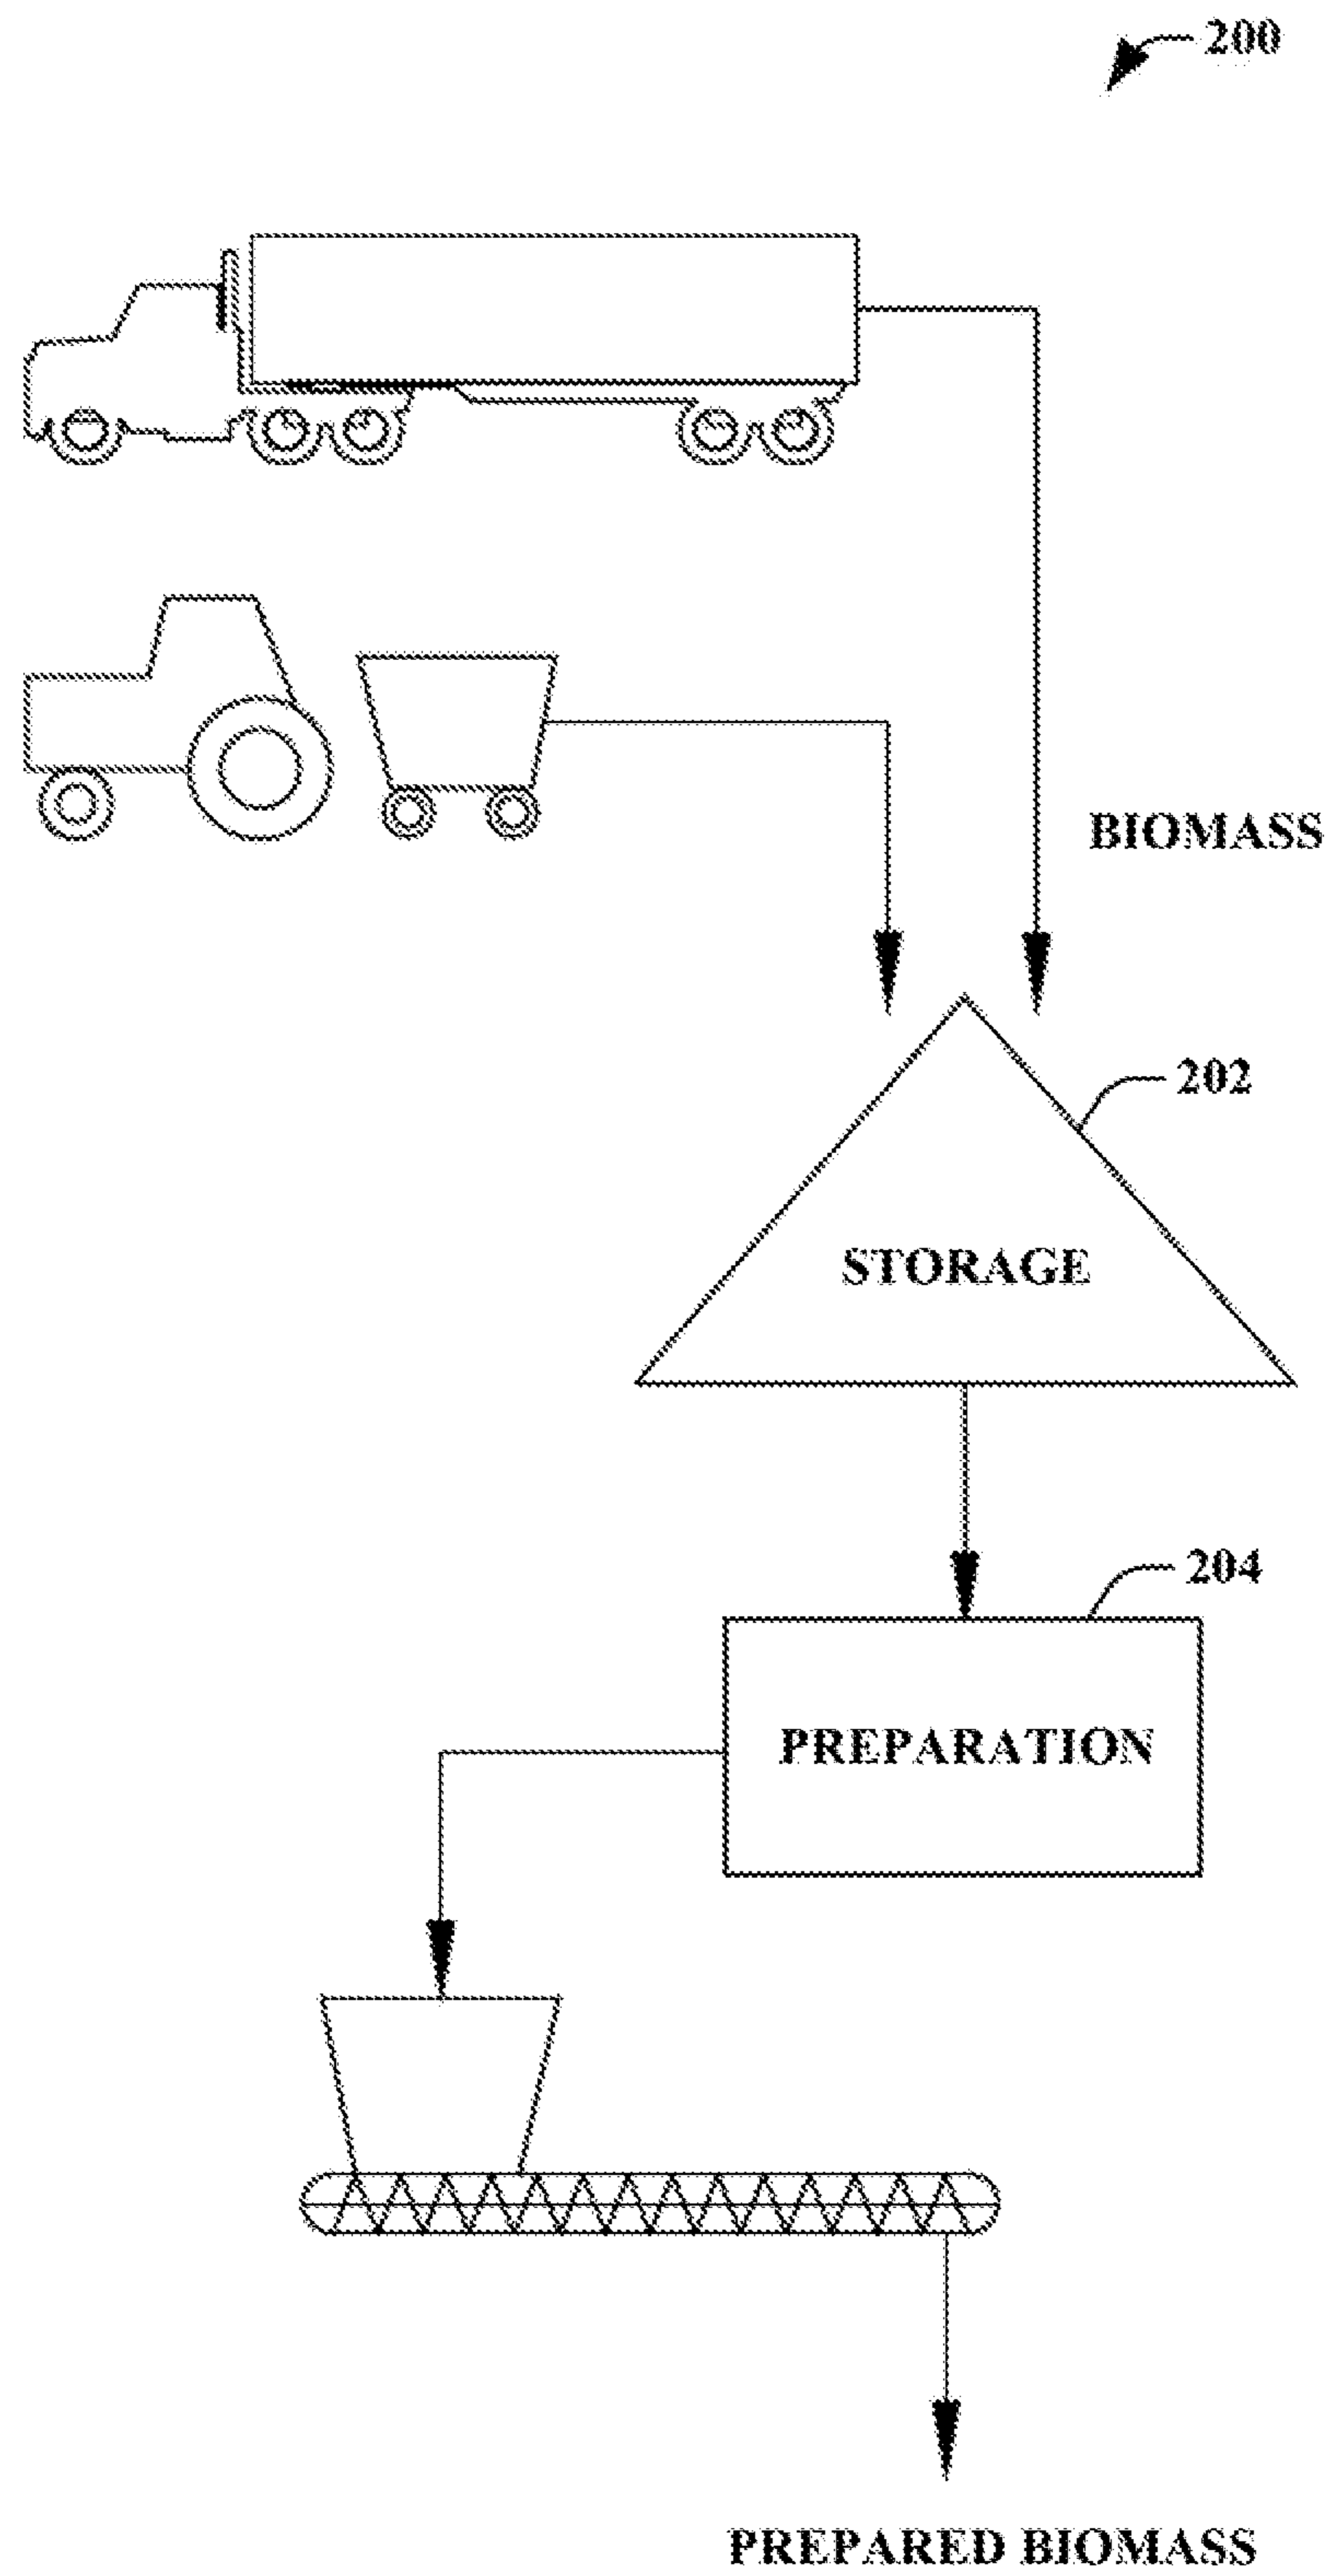 200
BIOMASS
202
STORAGE
204
PREPARATION
PREPARED BIOMASS